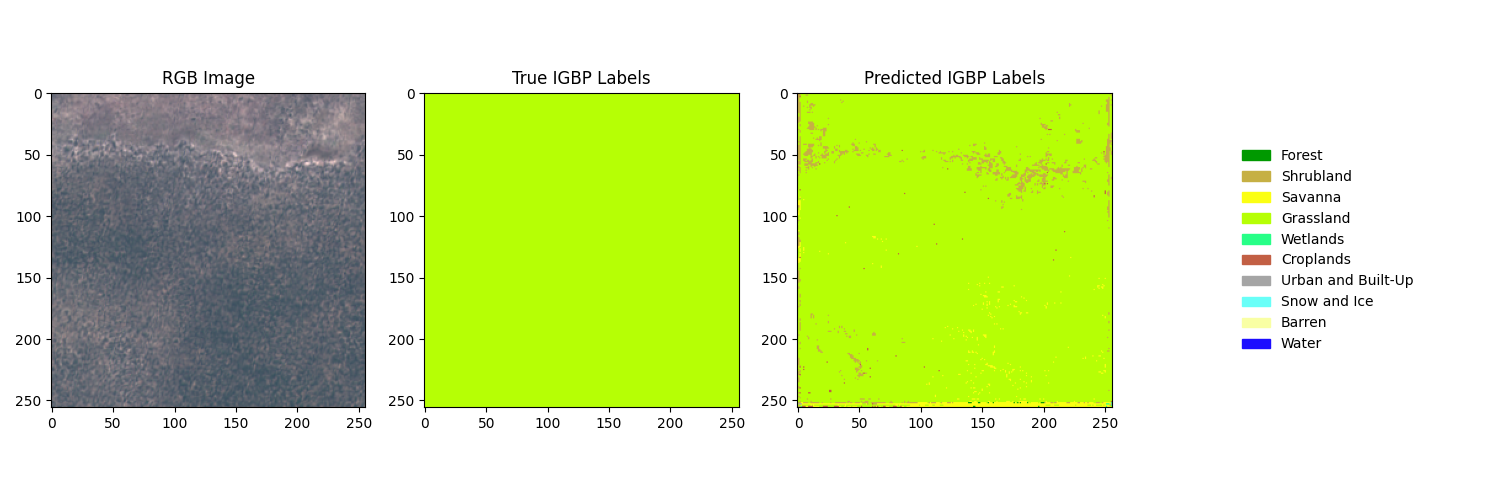 RGB Image
True IGBP Labels
Predicted IGBP Labels
0
50
100
150
200
250
0
50
100
150
200
250
0
50
100
150
200
250
0
50
100
150
200
250
0
50
100
150
200
250
0
50
100
150
200
250
Forest
Shrubland
Savanna
Grassland
Wetlands
Croplands
Urban and Built-Up
Snow and Ice
Barren
Water